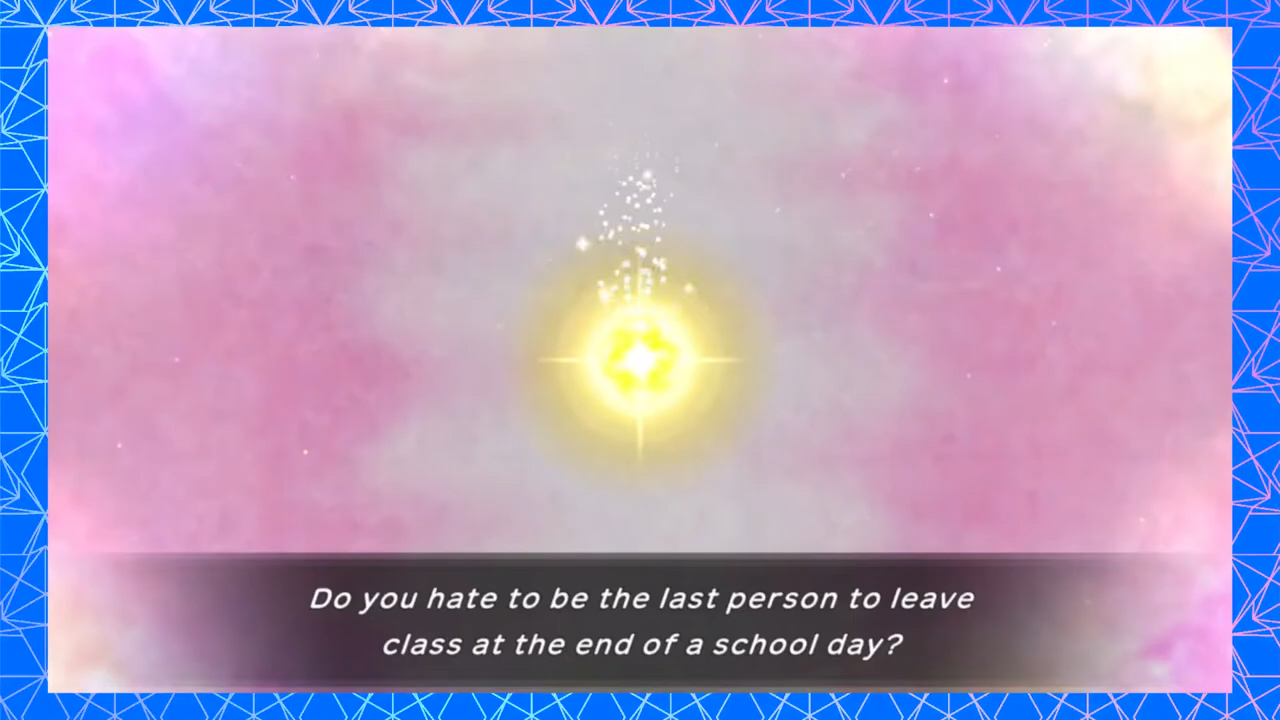 Do you hate to be the last person to leave
class at the end of a school day?